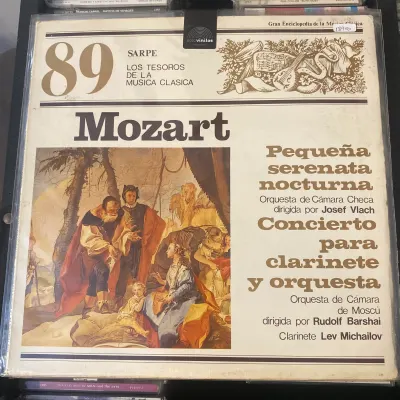 Gran Enciclopedia de la Música Clásica
89
SARPE
LOS TESOROS
DE LA
MUSICA CLASICA
Mozart
Pequeña
serenata
nocturna
Orquesta de Cámara Checa
dirigida por Josef Vlach
Concierto
para
clarinete
y orquesta
Orquesta de Cámara
de Moscú
dirigida por Rudolf Barshai
Clarinete Lev Michailov